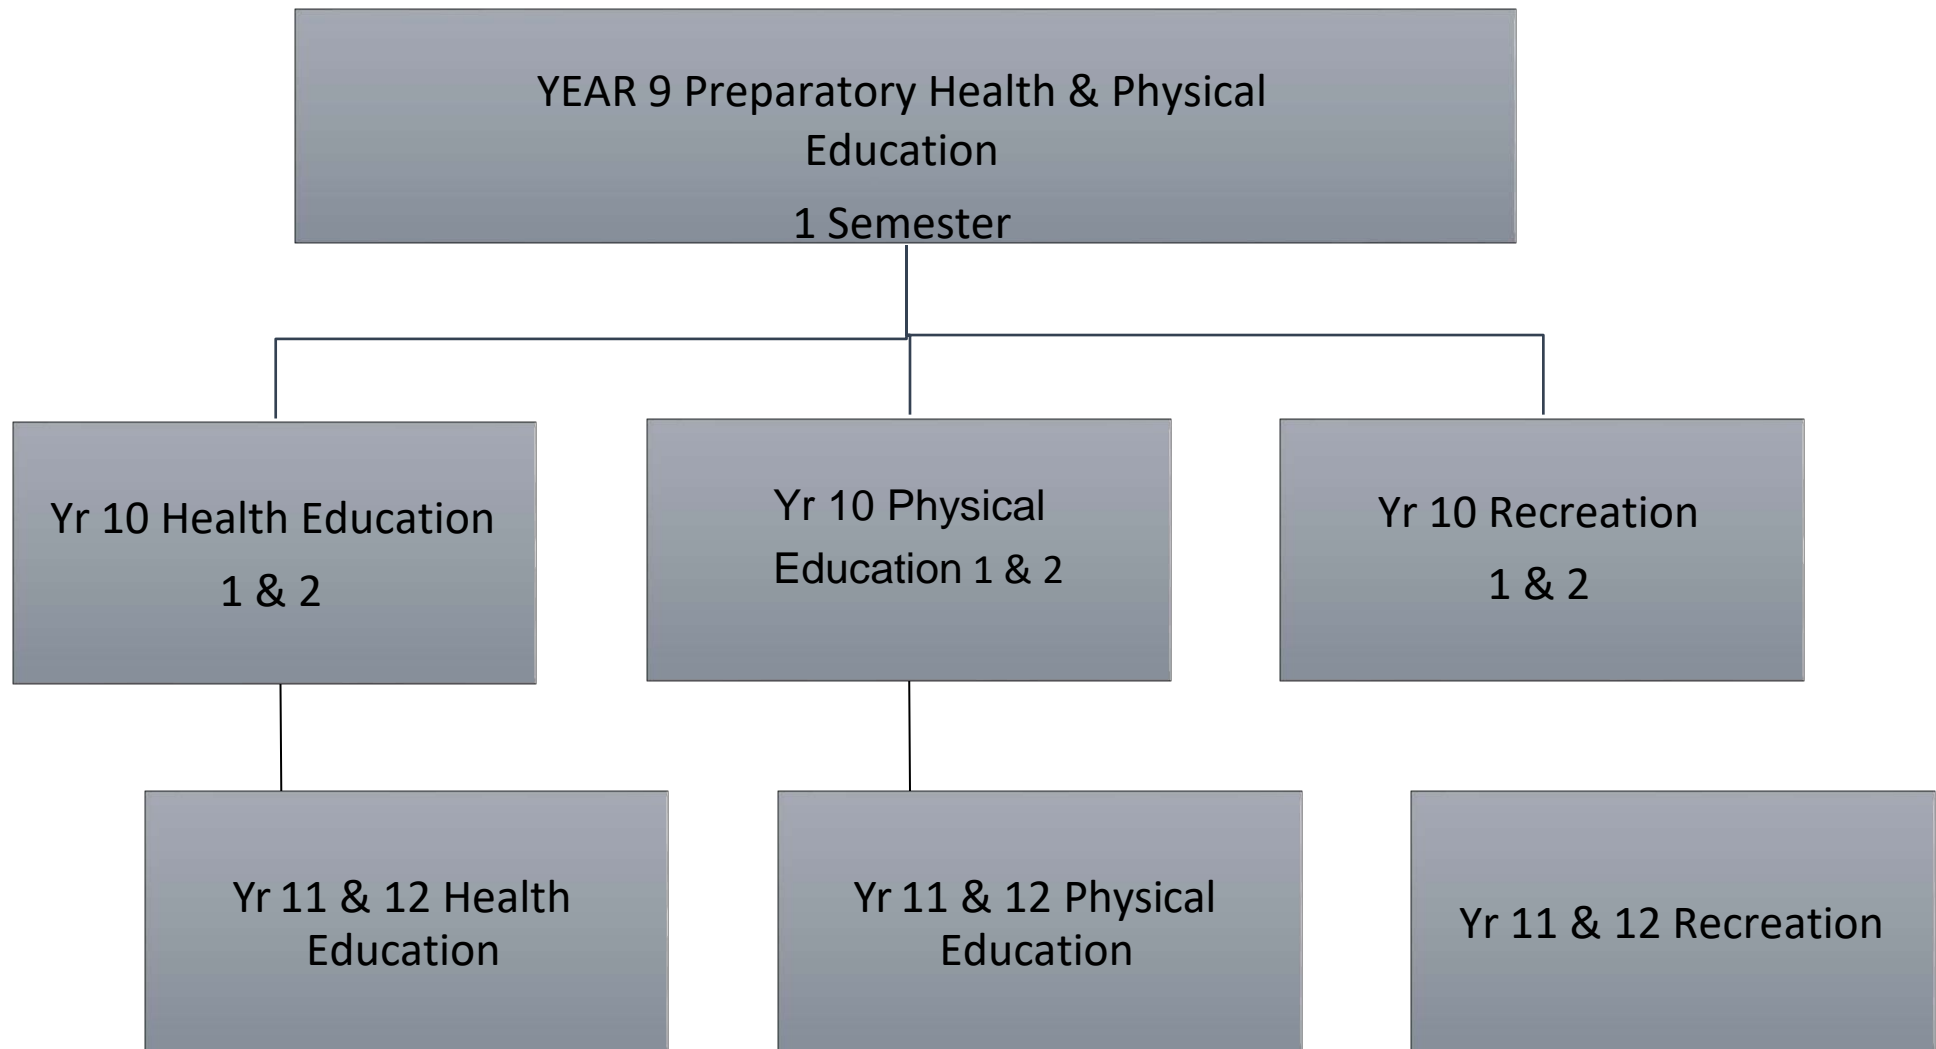 YEAR 9 Preparatory Health & Physical
Education
1 Semester
Yr 10 Health Education
1 & 2
Yr 10 Physical
Education 1 & 2
Yr 10 Recreation
1 & 2
Yr 11 & 12 Health
Education
Yr 11 & 12 Physical
Education
Yr 11 & 12 Recreation